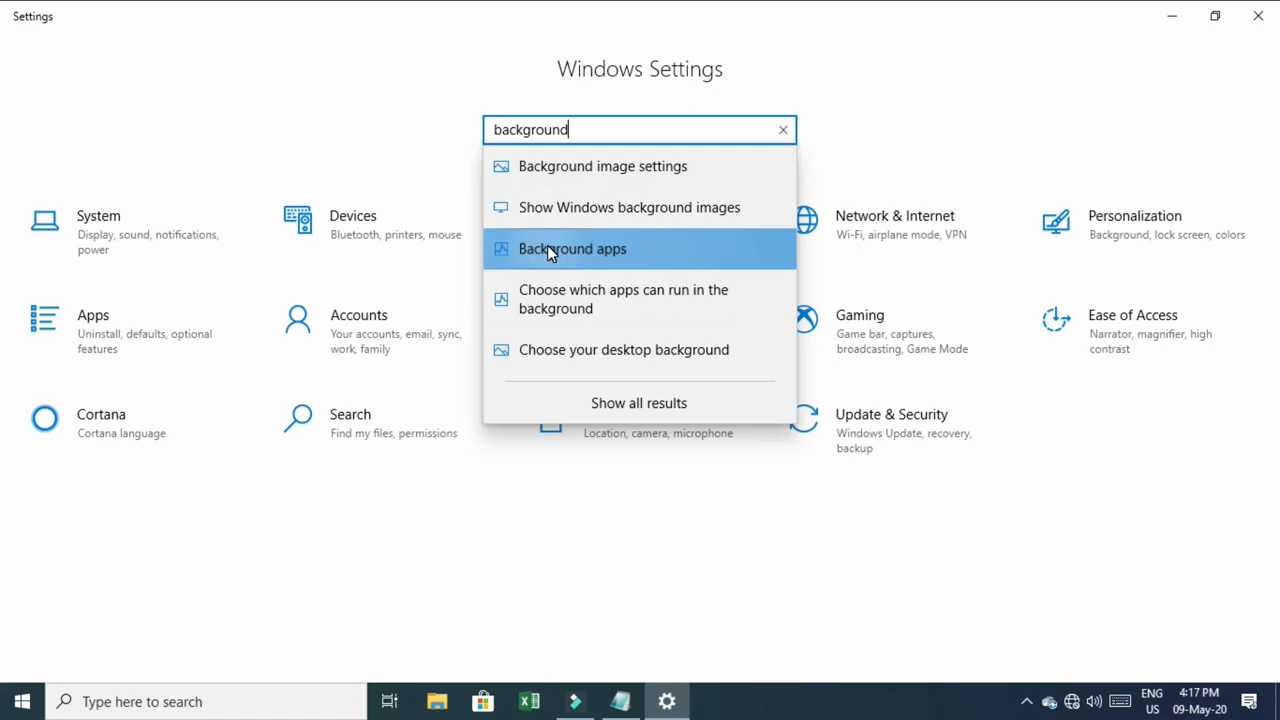 Settings
Windows Settings
background
Background image settings
Show Windows background images
Background apps
Choose which apps can run in the
background
Choose your desktop background
Show all results
System
Display, sound, notifications,
power
Devices
Bluetooth, printers, mouse
Network & Internet
Wi-Fi, airplane mode, VPN
Personalization
Background, lock screen, colors
Apps
Uninstall, defaults, optional
features
Accounts
Your accounts, email, sync,
work, family
Gaming
Game bar, captures,
broadcasting, Game Mode
Ease of Access
Narrator, magnifier, high
contrast
Cortana
Cortana language
Search
Find my files, permissions
Location, camera, microphone
Update & Security
Windows Update, recovery,
backup
Type here to search
ENG
US
4:17 PM
09-May-20